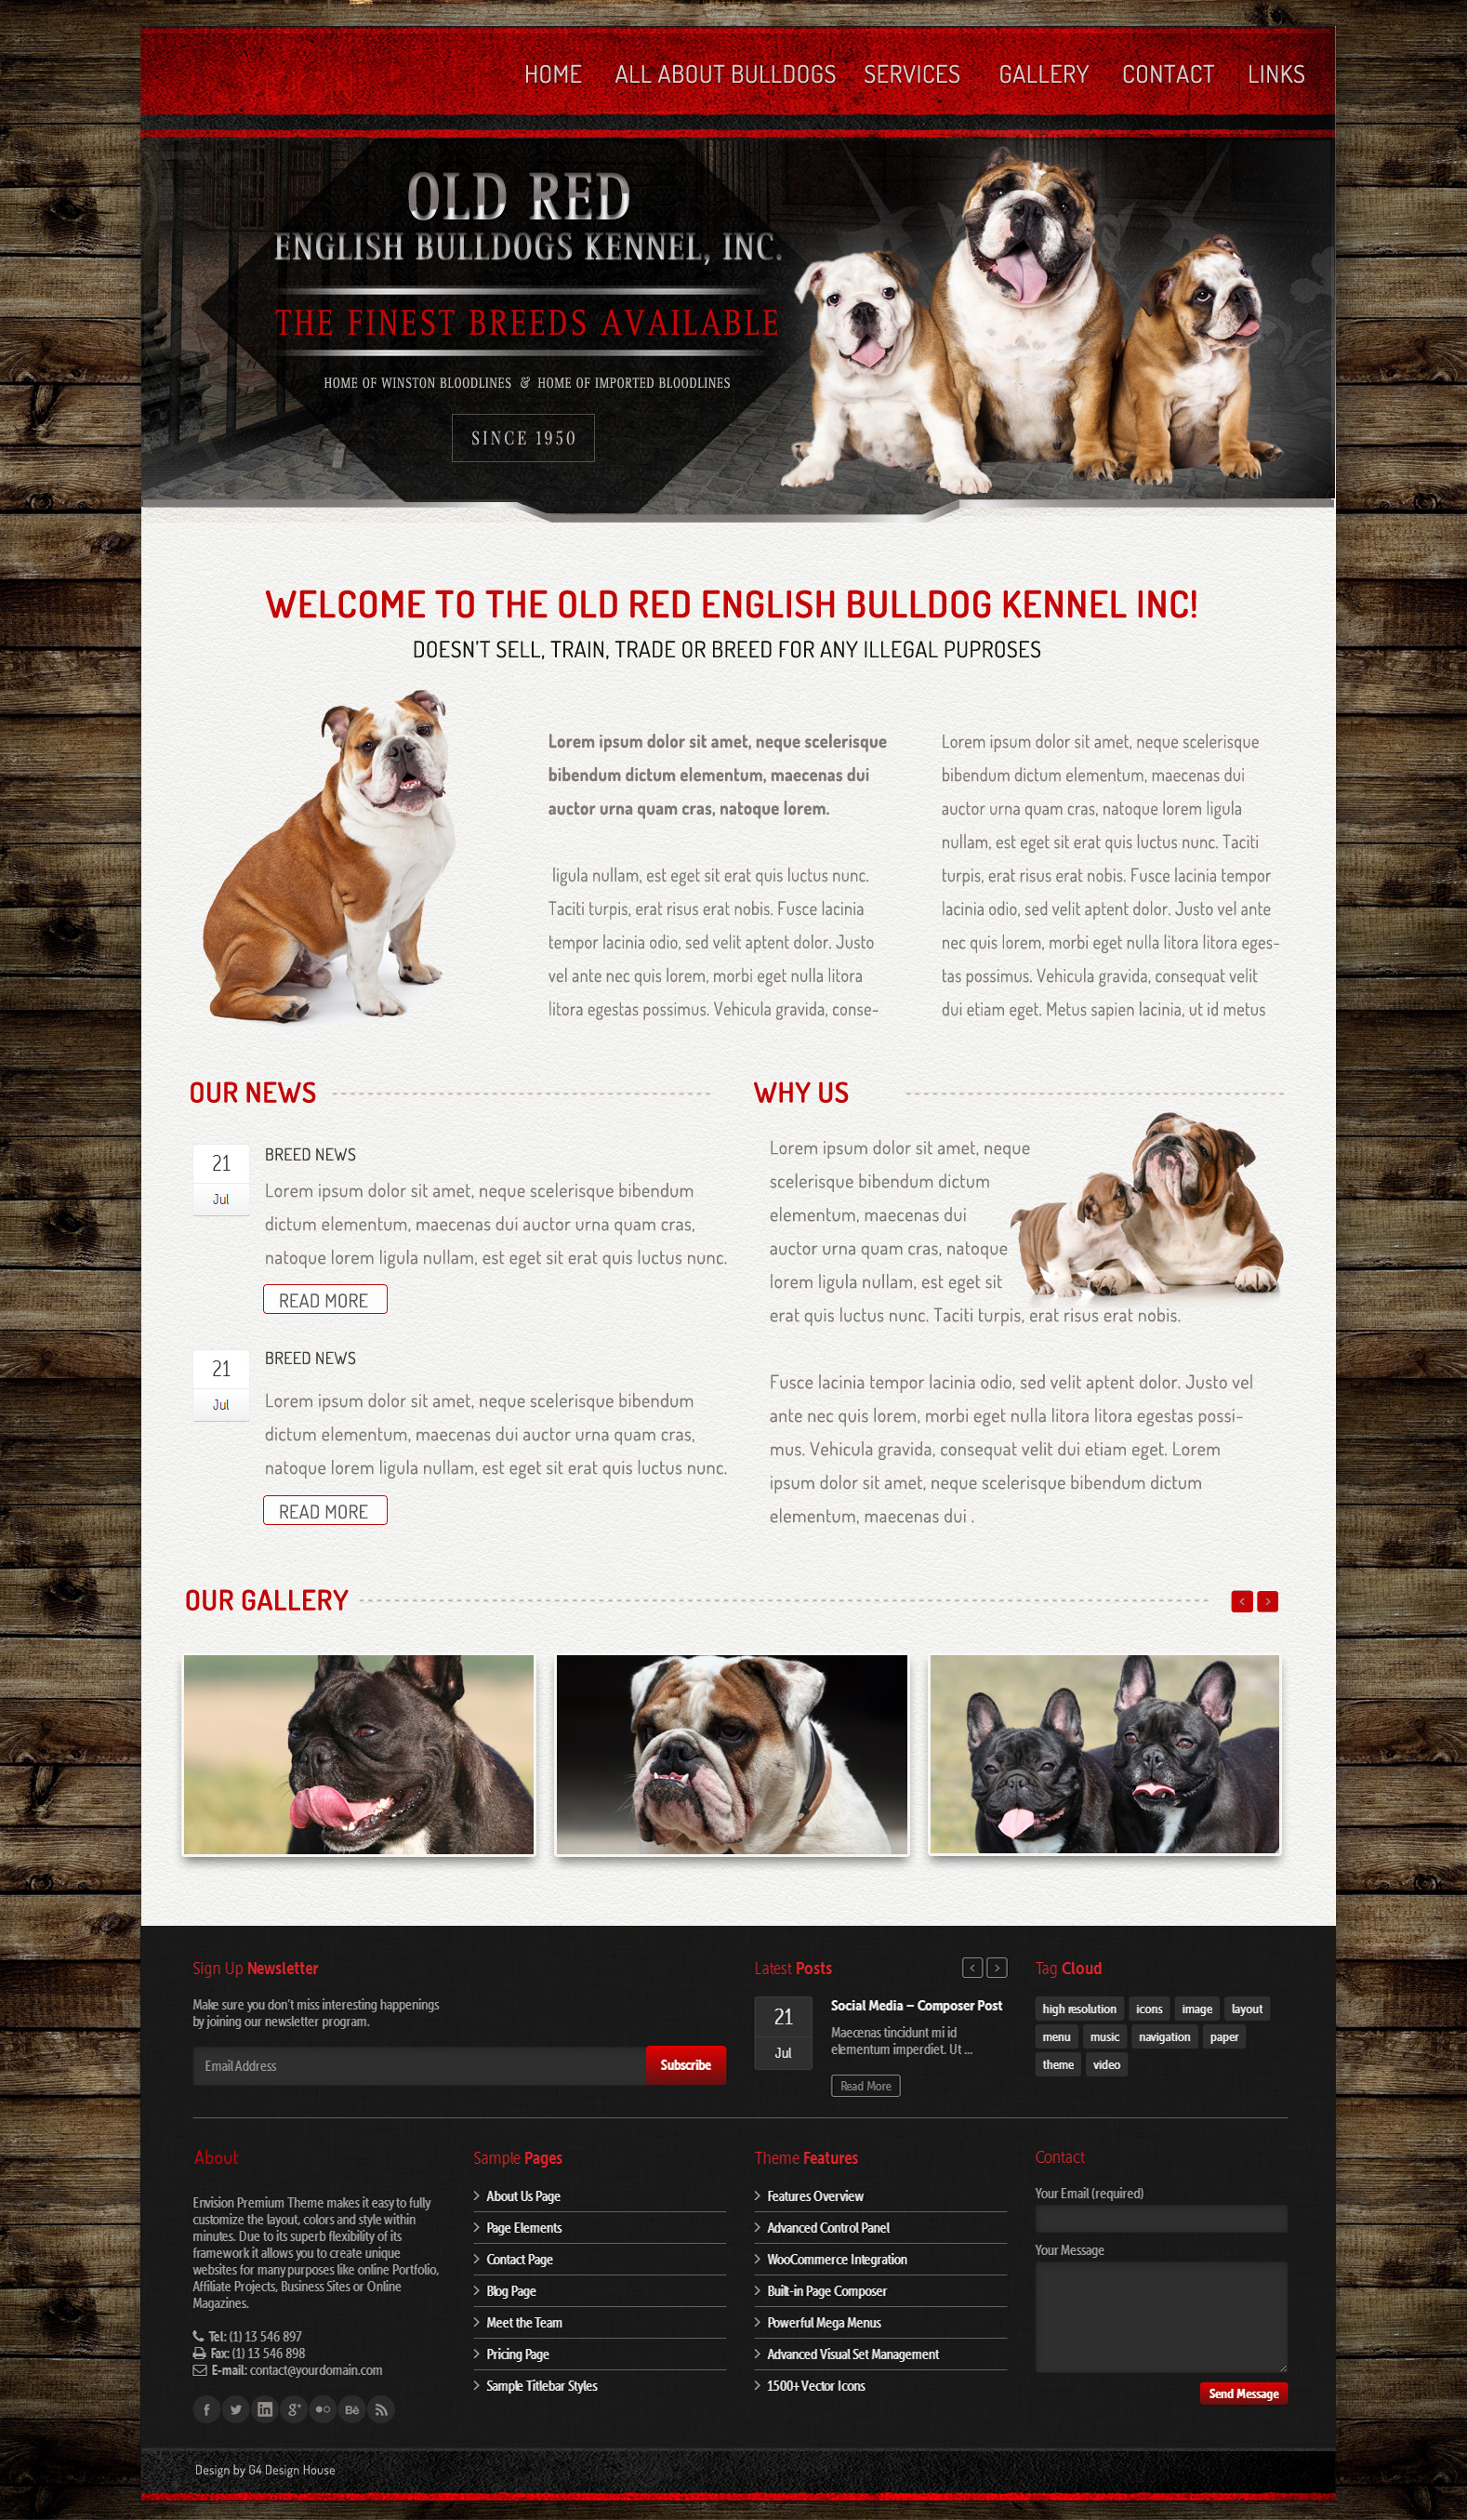 HOME ALL ABOUT BULLDOGS SERVICES GALLERY CONTACT LINKS
OLD RED
ENGLISH BULLDOGS KENNEL, INC.
THE FINEST BREEDS AVAILABLE
HOME OF WINSTON BLOODLINES & HOME OF IMPORTED BLOODLINES
SINCE 1950
WELCOME TO THE OLD RED ENGLISH BULLDOG KENNEL INC!
DOESN'T SELL, TRAIN, TRADE OR BREED FOR ANY ILLEGAL PUPROSES
Lorem ipsum dolor sit amet, neque scelerisque
bibendum dictum elementum, maecenas dui
auctor urna quam cras, natoque lorem.
ligula nullam, est eget sit erat quis luctus nunc.
Taciti turpis, erat risus erat nobis. Fusce lacinia
tempor lacinia odio, sed velit aptent dolor. Justo
vel ante nec quis lorem, morbi eget nulla litora
litora egestas possimus. Vehicula gravida, conse-
Lorem ipsum dolor sit amet, neque scelerisque
bibendum dictum elementum, maecenas dui
auctor urna quam cras, natoque lorem ligula
nullam, est eget sit erat quis luctus nunc. Taciti
turpis, erat risus erat nobis. Fusce lacinia tempor
lacinia odio, sed velit aptent dolor. Justo vel ante
nec quis lorem, morbi eget nulla litora litora eges-
tas possimus. Vehicula gravida, consequat velit
dui etiam eget. Metus sapien lacinia, ut id metus
OUR NEWS
21
Jul
BREED NEWS
Lorem ipsum dolor sit amet, neque scelerisque bibendum
dictum elementum, maecenas dui auctor urna quam cras,
natoque lorem ligula nullam, est eget sit erat quis luctus nunc.
READ MORE
21
Jul
BREED NEWS
Lorem ipsum dolor sit amet, neque scelerisque bibendum
dictum elementum, maecenas dui auctor urna quam cras,
natoque lorem ligula nullam, est eget sit erat quis luctus nunc.
READ MORE
WHY US
Lorem ipsum dolor sit amet, neque
scelerisque bibendum dictum
elementum, maecenas dui
auctor urna quam cras, natoque
lorem ligula nullam, est eget sit
erat quis luctus nunc. Taciti turpis, erat risus erat nobis.
Fusce lacinia tempor lacinia odio, sed velit aptent dolor. Justo vel
ante nec quis lorem, morbi eget nulla litora litora egestas possi-
mus. Vehicula gravida, consequat velit dui etiam eget. Lorem
ipsum dolor sit amet, neque scelerisque bibendum dictum
elementum, maecenas dui .
OUR GALLERY
Sign Up Newsletter
Make sure you don't miss interesting happenings
by joining our newsletter program.
Email Address
Subscribe
Latest Posts
21
Jul
Social Media – Composer Post
Maecenas tincidunt mi id
elementum imperdiet. Ut ...
Read More
Tag Cloud
high resolution icons image layout
menu music navigation paper
theme video
About
Envision Premium Theme makes it easy to fully
customize the layout, colors and style within
minutes. Due to its superb flexibility of its
framework it allows you to create unique
websites for many purposes like online Portfolio,
Affiliate Projects, Business Sites or Online
Magazines.
Tel: (1) 13 546 897
Fax: (1) 13 546 898
E-mail: contact@yourdomain.com
Sample Pages
About Us Page
Page Elements
Contact Page
Blog Page
Meet the Team
Pricing Page
Sample Titlebar Styles
Theme Features
Features Overview
Advanced Control Panel
WooCommerce Integration
Built-in Page Composer
Powerful Mega Menus
Advanced Visual Set Management
1500+ Vector Icons
Contact
Your Email (required)
Your Message
Send Message
Design by G4 Design House